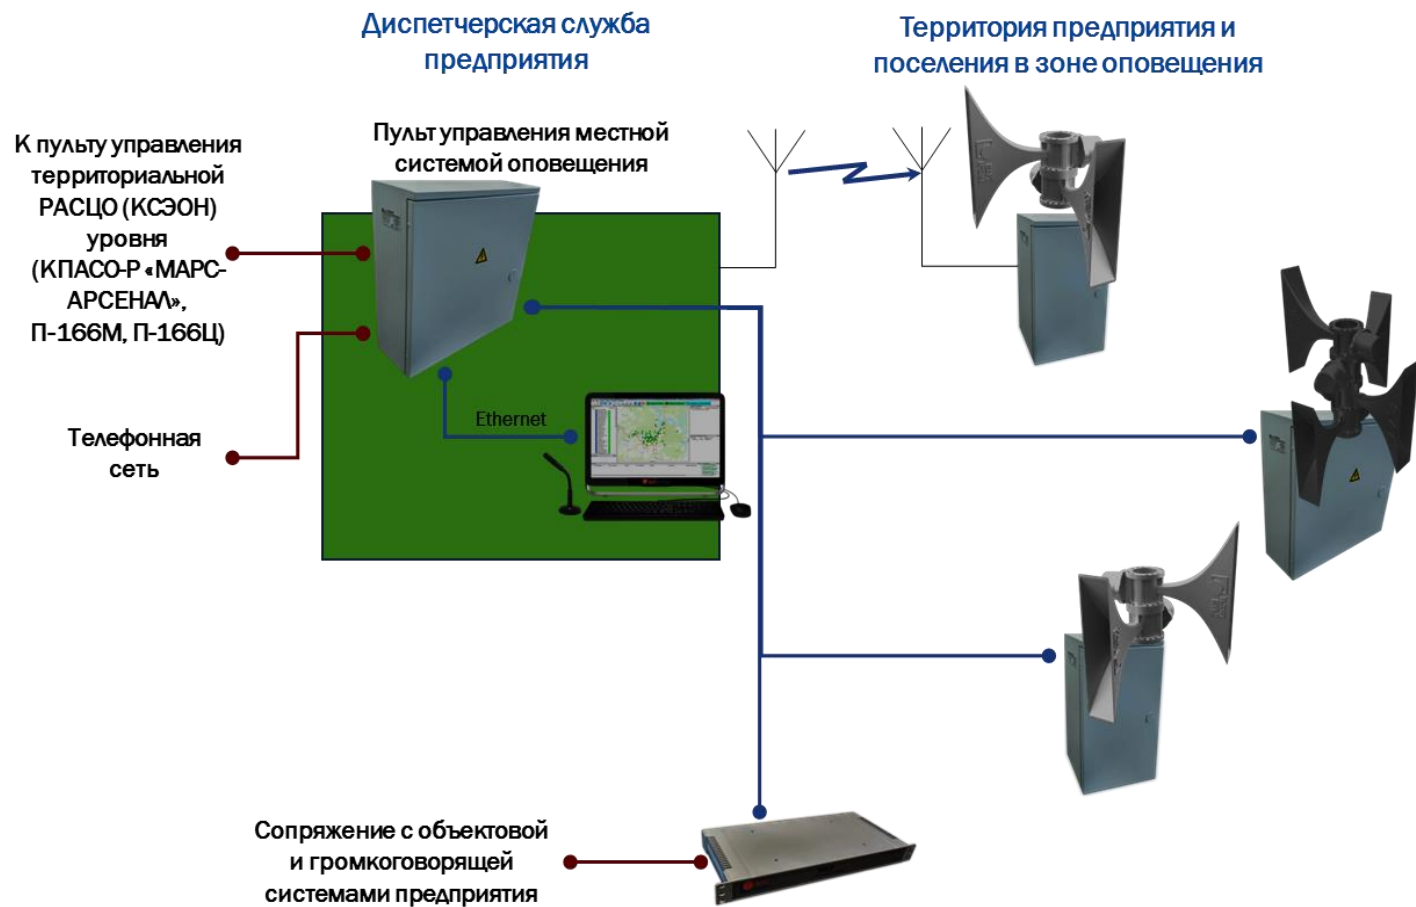 Диспетчерская служба
предприятия
Территория предприятия и
поселения в зоне оповещения
Пульт управления местной
системой оповещения
К пульту управления
территориальной
РАСЦО (КСЭОН)
уровня
(КПАСО-Р «МАРС-
АРСЕНАЛ»,
П-166М, П-166Ц)
Ethernet
Телефонная
сеть
Сопряжение с объектовой
и громкоговорящей
системами предприятия